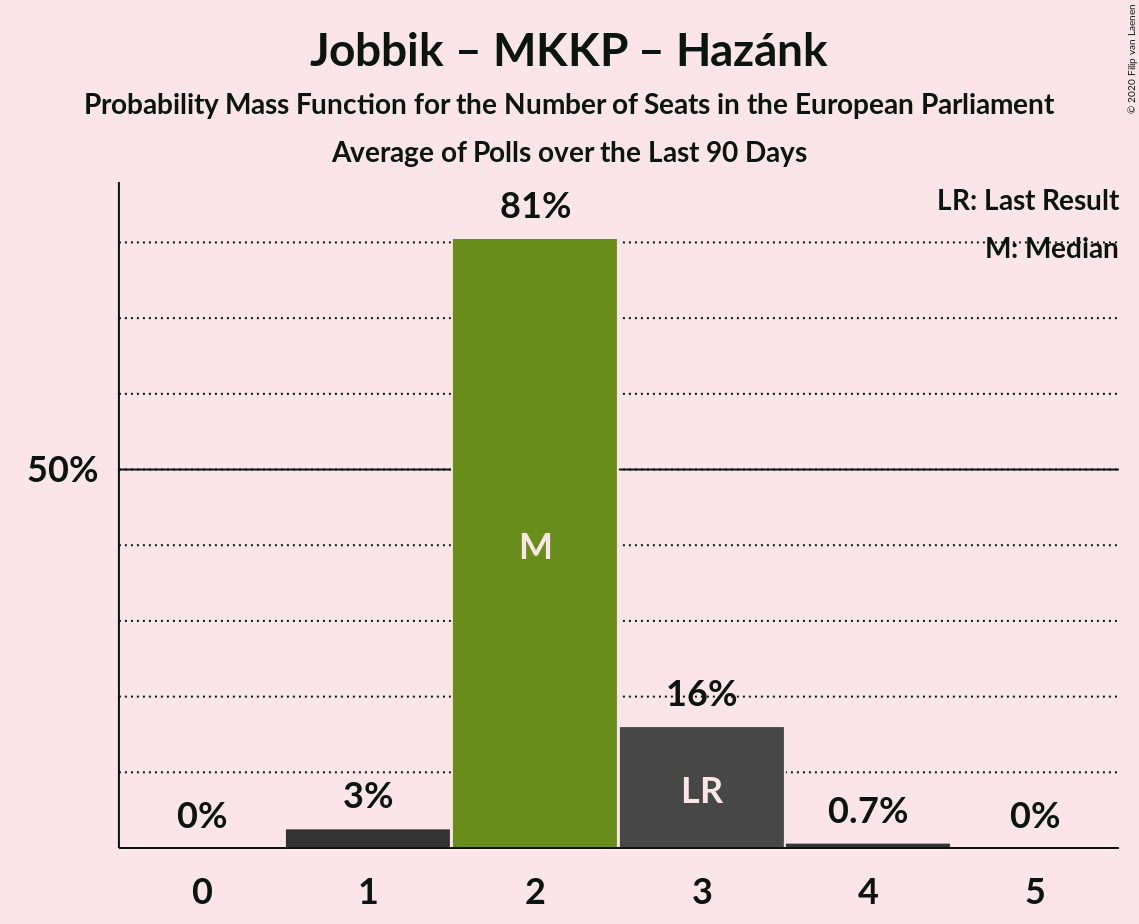 Jobbik – MKKP – Hazánk
Probability Mass Function for the Number of Seats in the European Parliament
Average of Polls over the Last 90 Days
© 2020 Filip van Laenen
LR: Last Result
M: Median
81%
50%
M
16%
LR
3%
0%
0.7%
0%
0 1 2 3 4 5